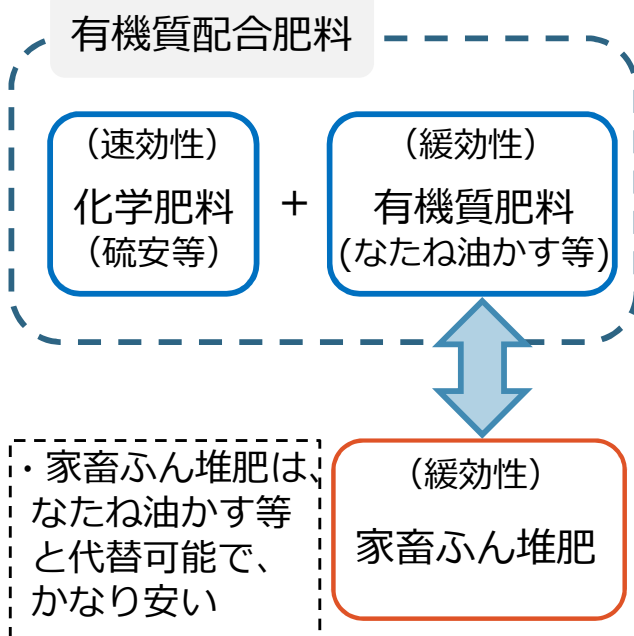 有機質配合肥料
（速効性）
化学肥料
（硫安等）
+
（緩効性）
有機質肥料
(なたね油かす等)
（緩効性）
家畜ふん堆肥
・家畜ふん堆肥は、
なたね油かす等
と代替可能で、
かなり安い